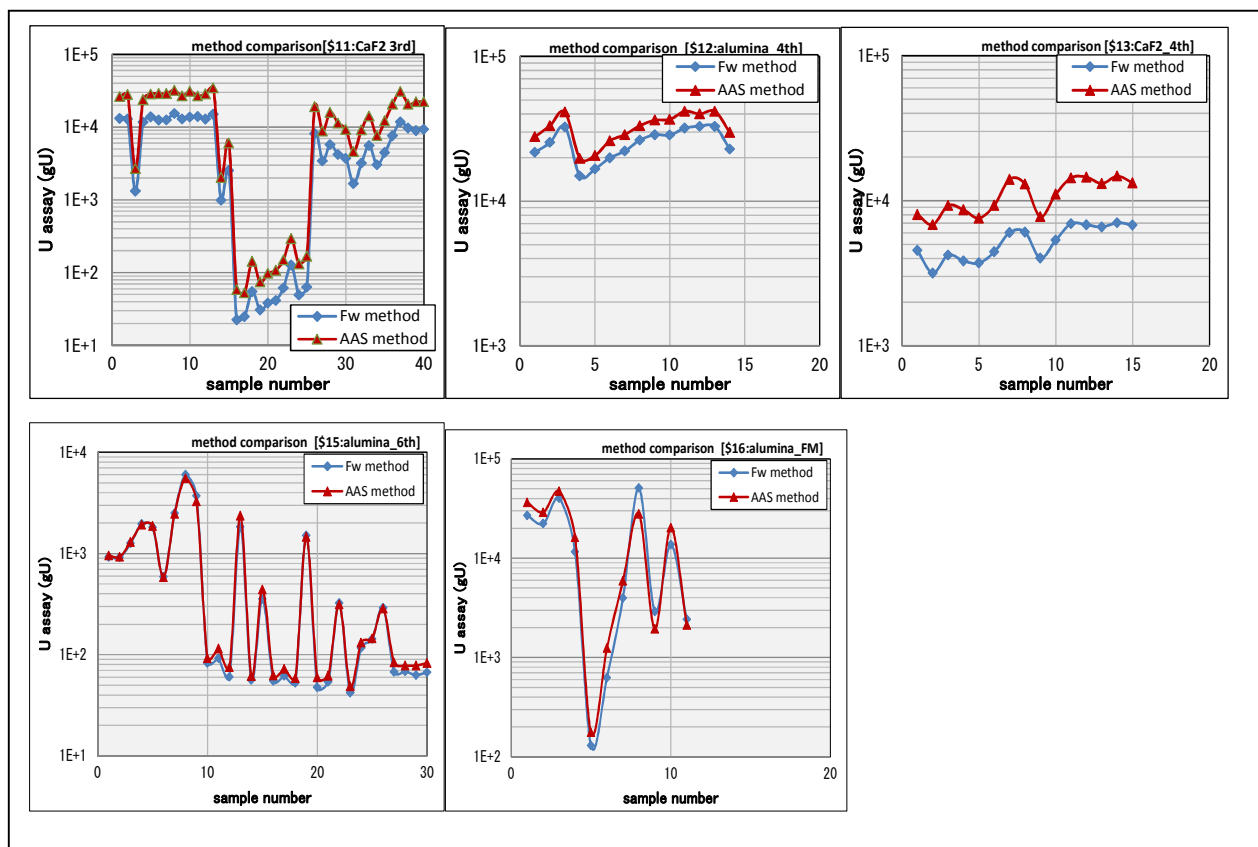 method comparison[$11:CaF2 3rd]
1E+5
1E+4
1E+3
1E+2
1E+1
U assay (gU)
Fw method
AAS method
0
10
20
30
40
sample number
method comparison [$12:alumina_4th]
1E+5
1E+4
1E+3
U assay (gU)
Fw method
AAS method
0
5
10
15
20
sample number
method comparison [$13:CaF2_4th]
1E+5
1E+4
1E+3
U assay (gU)
Fw method
AAS method
0
5
10
15
20
sample number
method comparison [$15:alumina_6th]
1E+4
1E+3
1E+2
1E+1
U assay (gU)
Fw method
AAS method
0
10
20
30
sample number
method comparison [$16:alumina_FM]
1E+5
1E+4
1E+3
1E+2
U assay (gU)
Fw method
AAS method
0
10
20
sample number